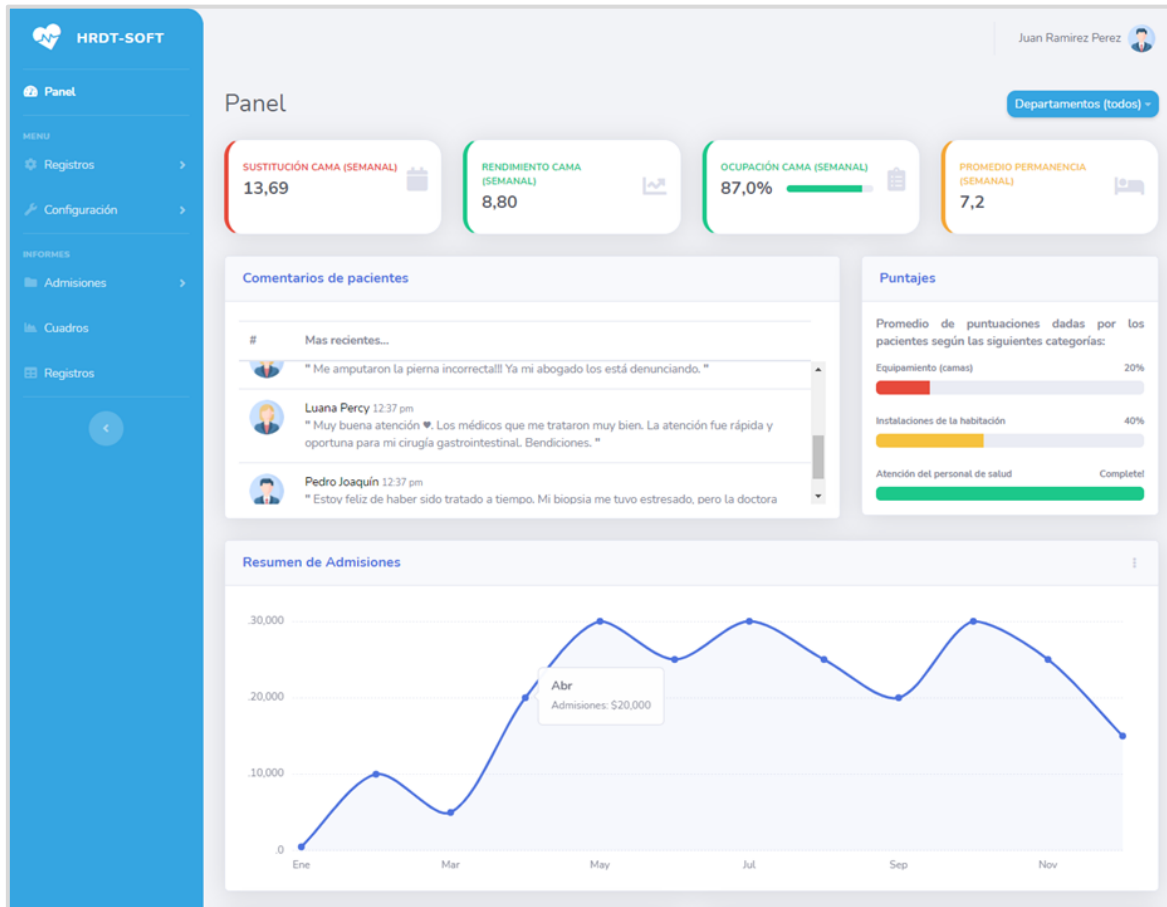 HRDT-SOFT
Juan Ramirez Perez
Panel
MENU
Registros
Configuración
INFORMES
Admisiones
Cuadros
Registros
Panel
Departamentos (todos)
SUSTITUCIÓN CAMA (SEMANAL)
13,69
RENDIMIENTO CAMA
(SEMANAL)
8,80
OCUPACIÓN CAMA (SEMANAL)
87,0%
PROMEDIO PERMANENCIA
(SEMANAL)
7,2
Comentarios de pacientes
# Mas recientes...
" Me amputaron la pierna incorrecta!!! Ya mi abogado los está denunciando. "
Luana Percy 12:37 pm
" Muy buena atención ♥. Los médicos que me trataron muy bien. La atención fue rápida y
oportuna para mi cirugía gastrointestinal. Bendiciones. "
Pedro Joaquín 12:37 pm
" Estoy feliz de haber sido tratado a tiempo. Mi biopsia me tuvo estresado, pero la doctora
Puntajes
Promedio de puntuaciones dadas por los
pacientes según las siguientes categorías:
Equipamiento (camas) 20%
Instalaciones de la habitación 40%
Atención del personal de salud Complete!
Resumen de Admisiones
.30,000
.20,000
.10,000
.0
Abr
Admisiones: $20,000
Ene Mar May Jul Sep Nov